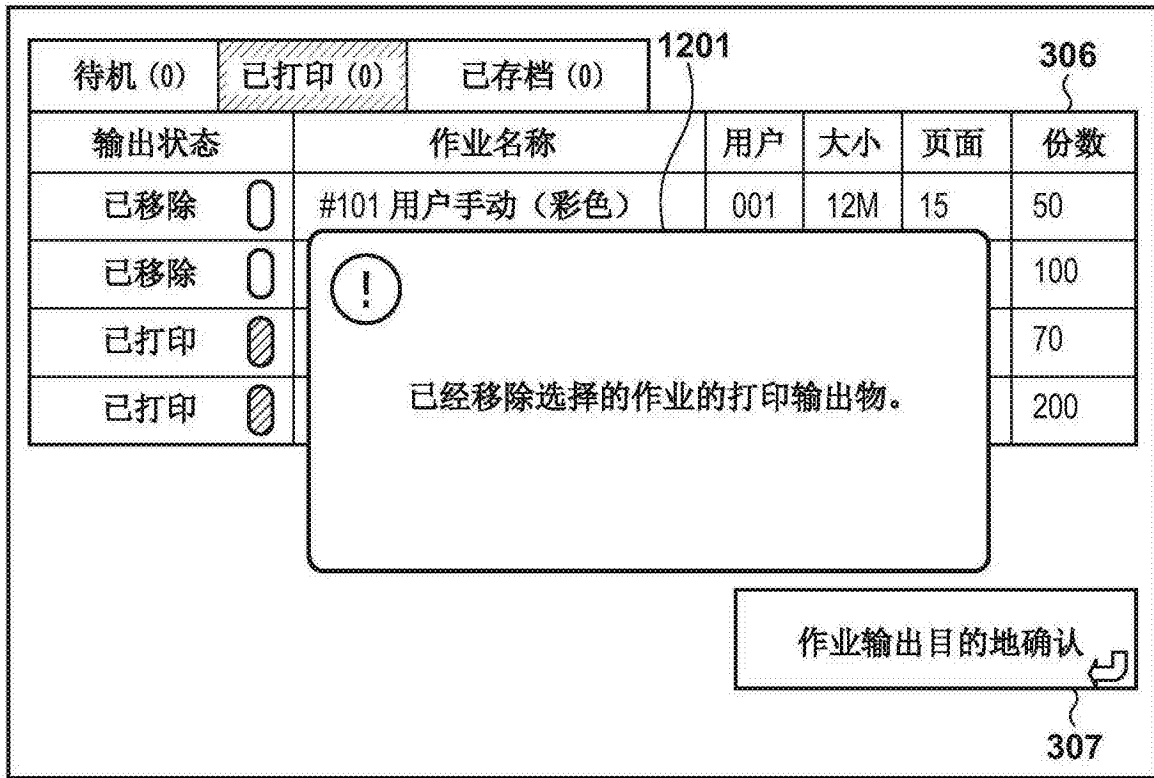 1201
306
待机 (0) 已打印 (0) 已存档 (0)
输出状态 作业名称 用户 大小 页面 份数
已移除 #101 用户手动（彩色） 001 12M 15 50
已移除 100
已打印 70
已打印 200
!
已经移除选择的作业的打印输出物。
作业输出目的地确认
307